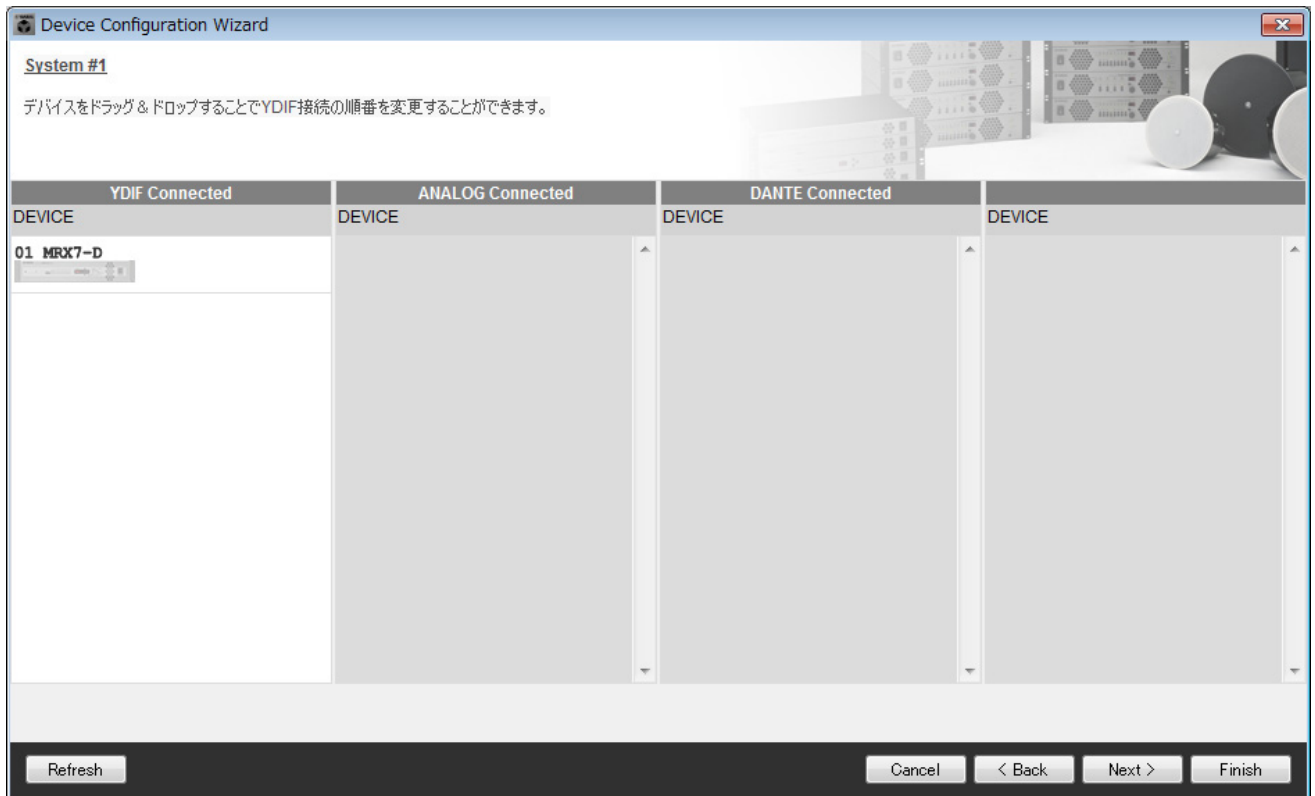 Device Configuration Wizard
System #1
デバイスをドラッグ&ドロップすることでYDIF接続の順番を変更することができます。
YDIF Connected ANALOG Connected DANTE Connected
DEVICE DEVICE DEVICE DEVICE
01 MRX7-D
Refresh Cancel < Back Next > Finish